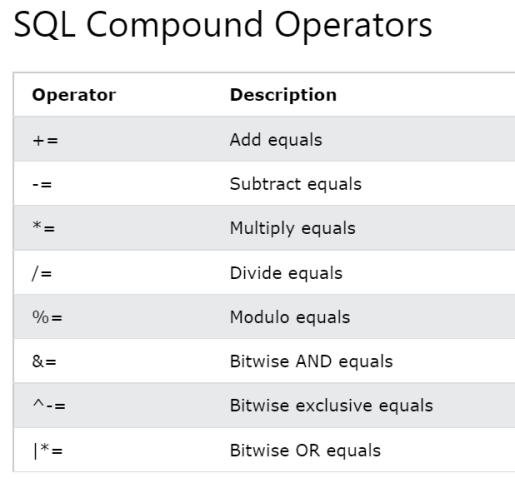 SQL Compound Operators
Operator Description
+= Add equals
-= Subtract equals
*= Multiply equals
/= Divide equals
%= Modulo equals
&= Bitwise AND equals
^-= Bitwise exclusive equals
|*= Bitwise OR equals